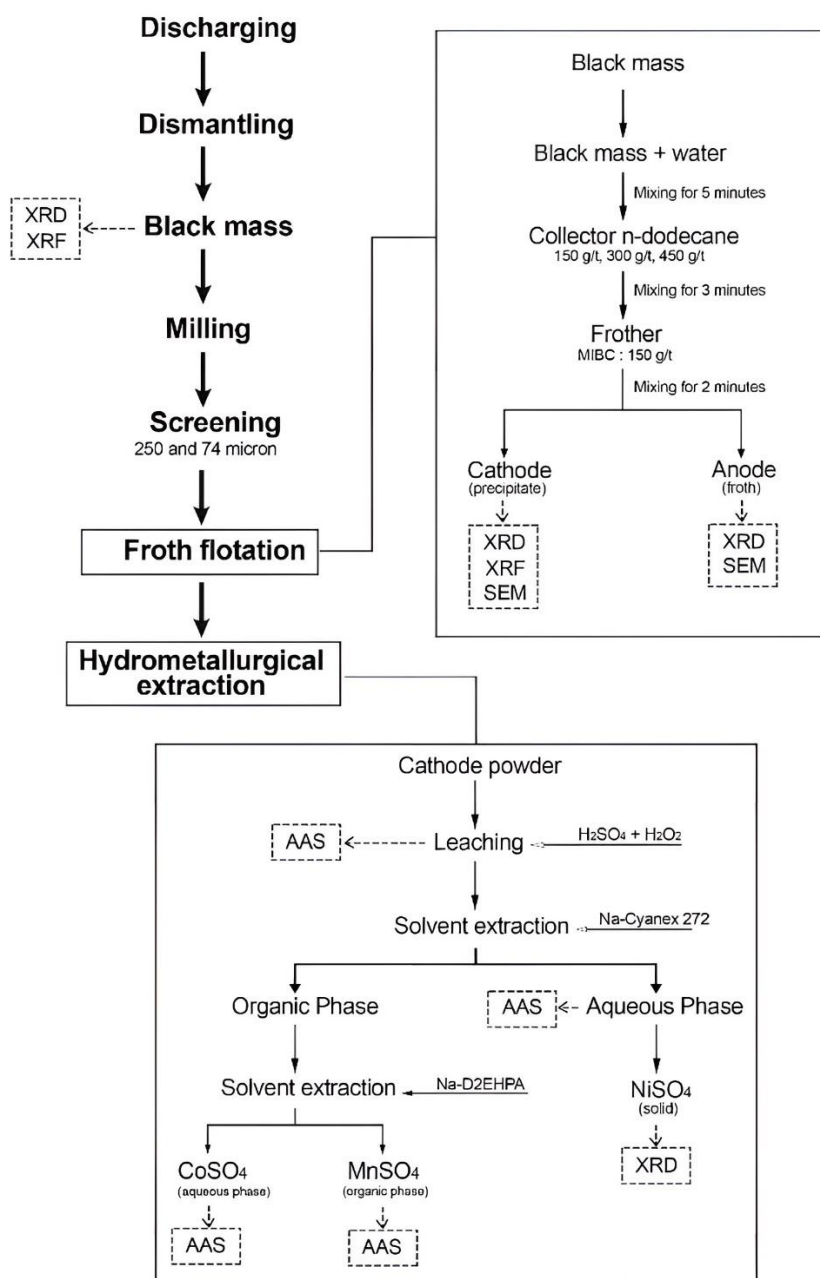 Discharging
Dismantling
XRD
XRF
Black mass
Milling
Screening
250 and 74 micron
Froth flotation
Hydrometallurgical
extraction
Black mass
Black mass + water
Mixing for 5 minutes
Collector n-dodecane
150 g/t, 300 g/t, 450 g/t
Mixing for 3 minutes
Frother
MIBC : 150 g/t
Mixing for 2 minutes
Cathode
(precipitate)
XRD
XRF
SEM
Anode
(froth)
XRD
SEM
Cathode powder
AAS
Leaching
H₂SO₄ + H₂O₂
Solvent extraction
Na-Cyanex 272
Organic Phase
AAS
Aqueous Phase
Solvent extraction
Na-D2EHPA
NiSO₄
(solid)
XRD
CoSO₄
(aqueous phase)
AAS
MnSO₄
(organic phase)
AAS